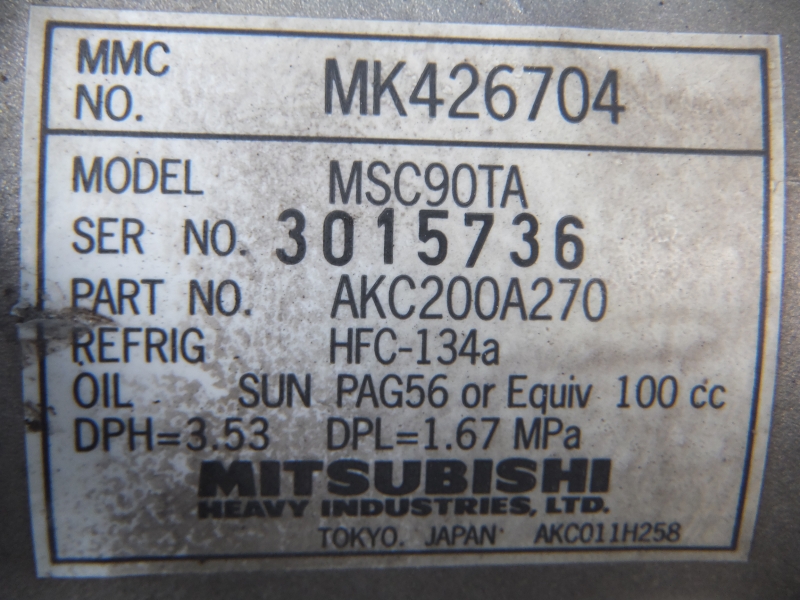 MMC NO. MK426704
MODEL MSC90TA
SER NO. 3015736
PART NO. AKC200A270
REFRIG HFC-134a
OIL SUN PAG56 or Equiv 100 cc
DPH=3.53 DPL=1.67 MPa
MITSUBISHI
HEAVY INDUSTRIES, LTD.
TOKYO. JAPAN AKC011H258